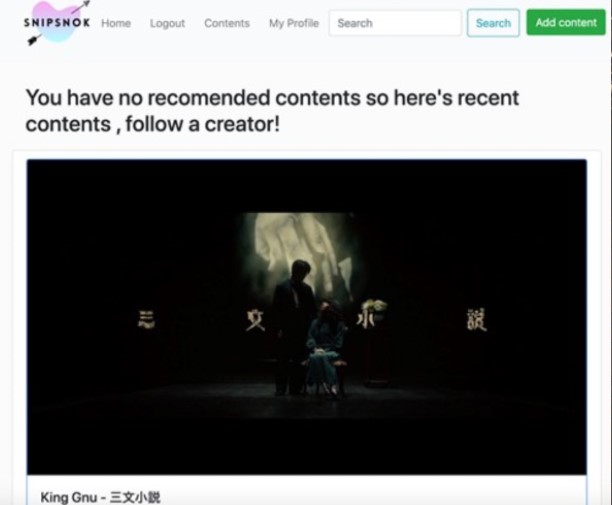 SNIPSNOK Home Logout Contents My Profile Search Search Add content
You have no recomended contents so here's recent
contents , follow a creator!
三 文 小 説
King Gnu - 三文小説